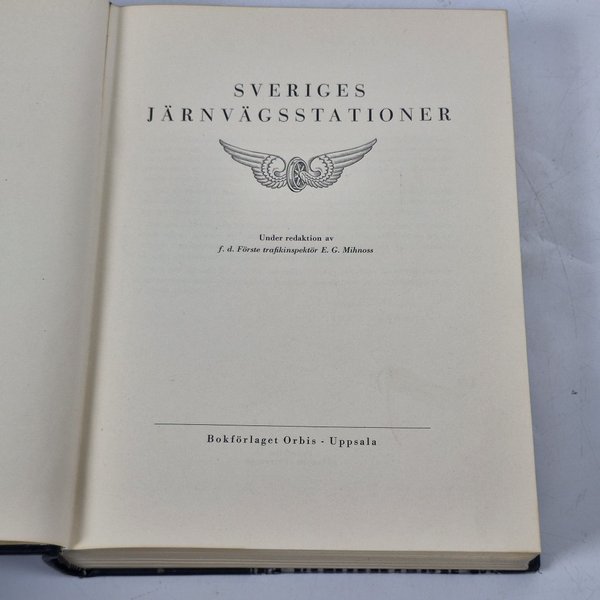 SVERIGES
JÄRNVÄGSSTATIONER
Under redaktion av
f. d. Förste trafikinspektör E. G. Mihnoss
Bokförlaget Orbis - Uppsala